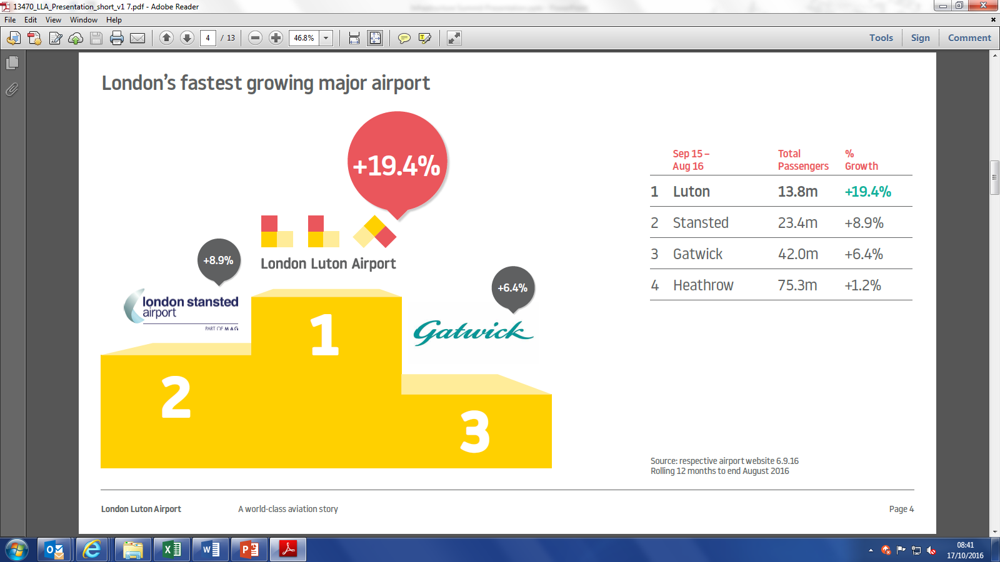 13470_LLA_Presentation_short_v1 7.pdf - Adobe Reader
File Edit View Window Help
4 / 13 46.8% Tools Sign Comment
London's fastest growing major airport
+19.4%
London Luton Airport
+8.9%
london stansted
airport
PART OF M.A.G
+6.4%
Gatwick
1
2
3
Sep 15 –
Aug 16
Total
Passengers
%
Growth
1 Luton 13.8m +19.4%
2 Stansted 23.4m +8.9%
3 Gatwick 42.0m +6.4%
4 Heathrow 75.3m +1.2%
Source: respective airport website 6.9.16
Rolling 12 months to end August 2016
London Luton Airport A world-class aviation story Page 4
08:41
17/10/2016